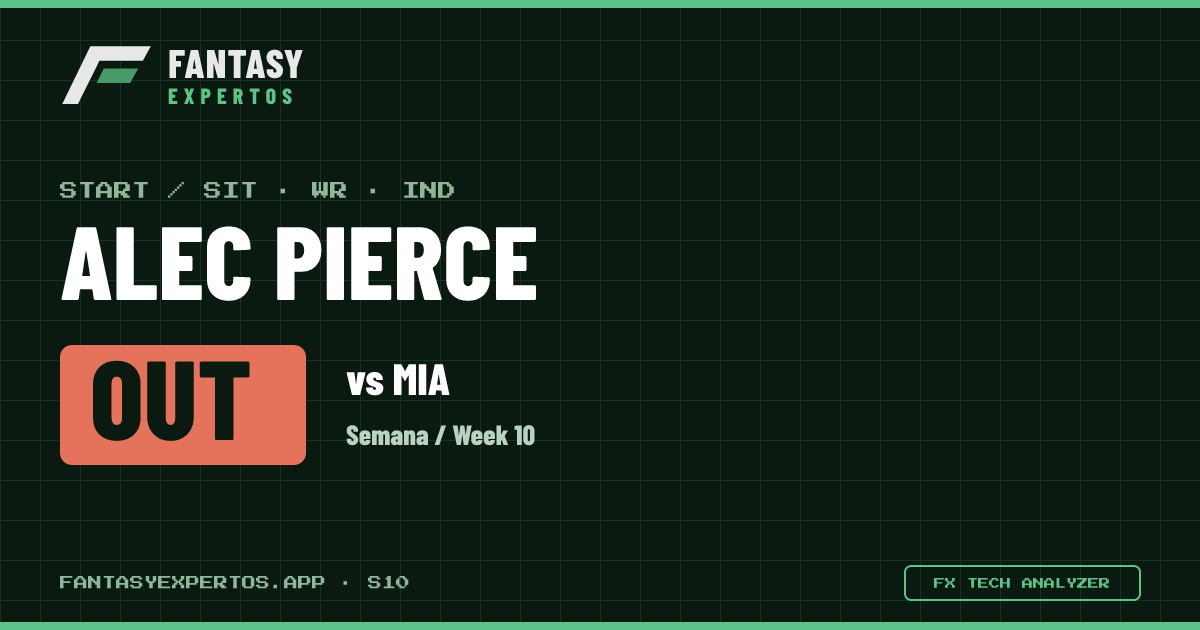 FANTASY
EXPERTOS
START / SIT · WR · IND
ALEC PIERCE
OUT
vs MIA
Semana / Week 10
FANTASYEXPERTOS.APP · S10
FX TECH ANALYZER